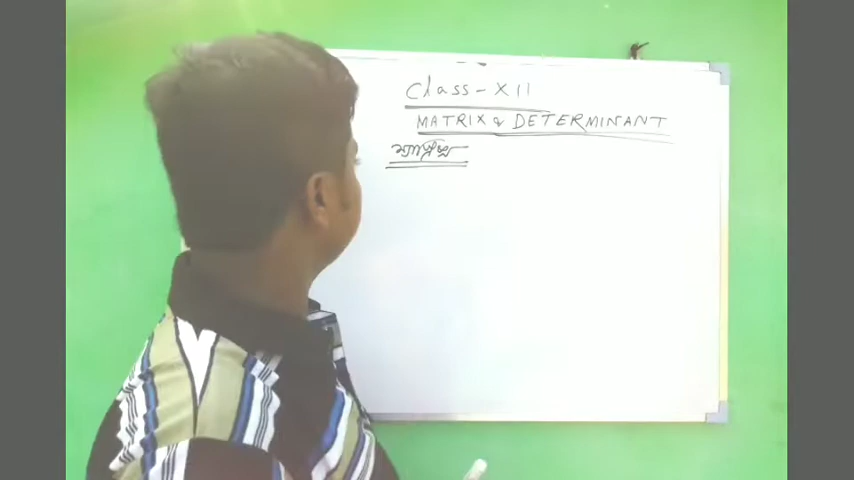 Class - XII
MATRIX & DETERMINANT
ম্যাট্রিক্স